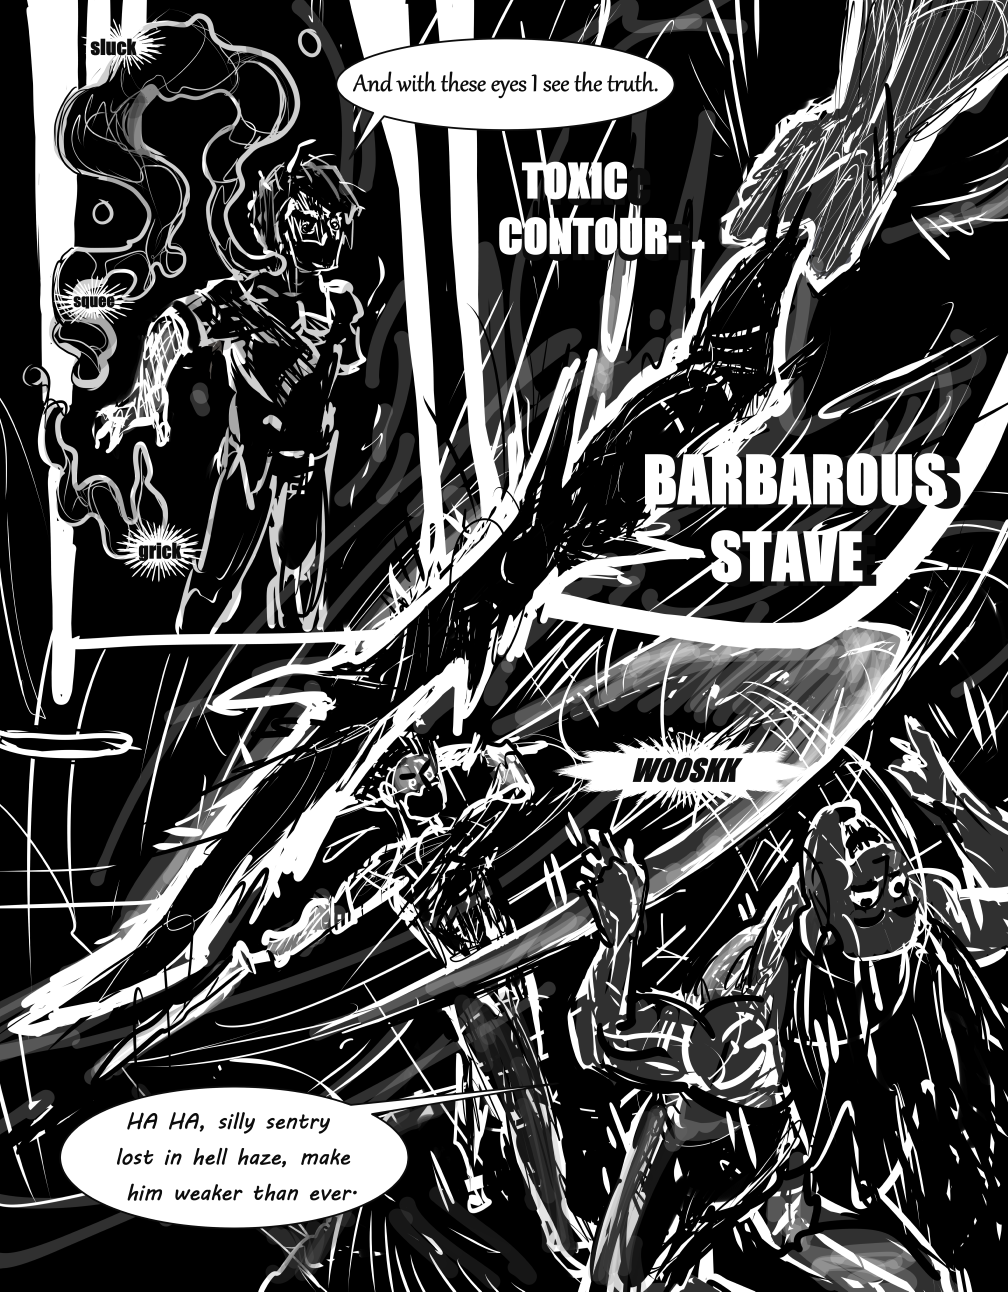 sluck
And with these eyes I see the truth.
TOXIC
CONTOUR-
squee
BARBAROUS
STAVE
grick
WOOSKK
HA HA, silly sentry
lost in hell haze, make
him weaker than ever.